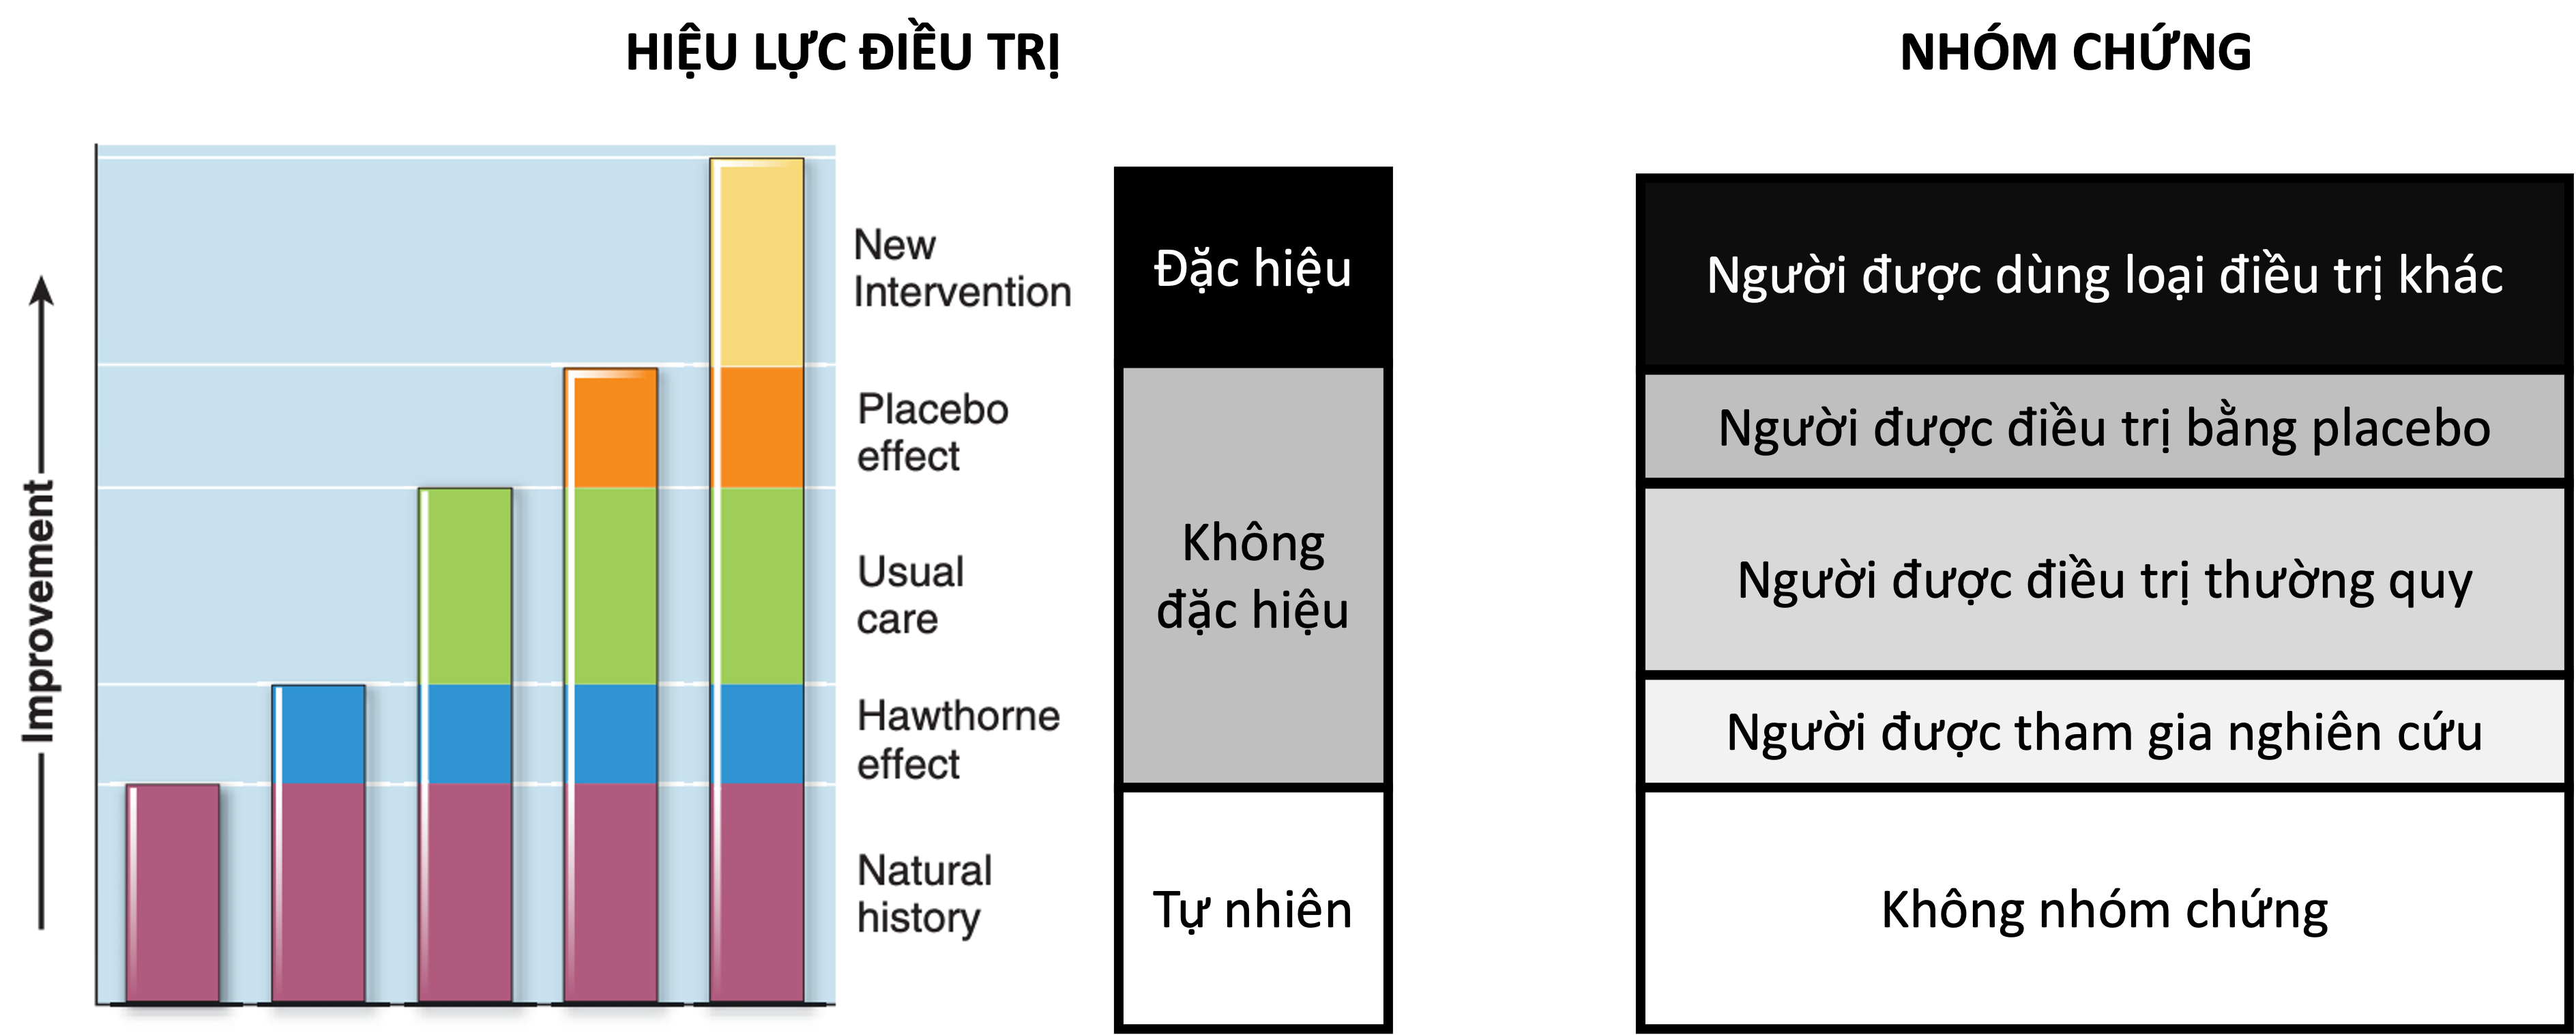 HIỆU LỰC ĐIỀU TRỊ
NHÓM CHỨNG
Improvement
New
Intervention
Placebo
effect
Usual
care
Hawthorne
effect
Natural
history
Đặc hiệu
Không
đặc hiệu
Tự nhiên
Người được dùng loại điều trị khác
Người được điều trị bằng placebo
Người được điều trị thường quy
Người được tham gia nghiên cứu
Không nhóm chứng